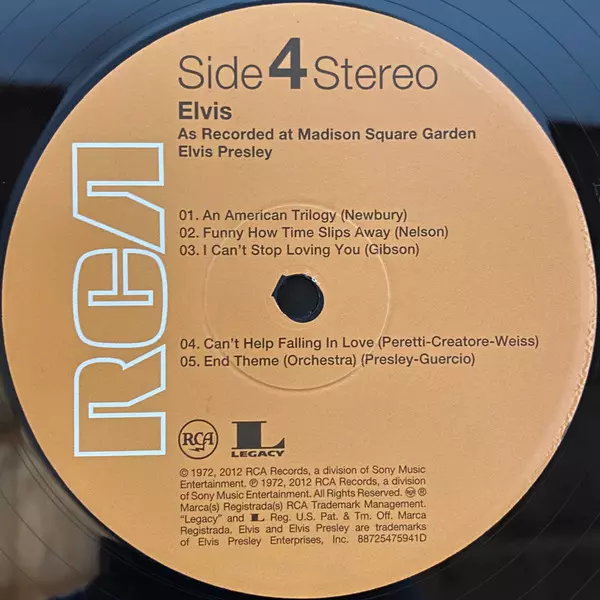 Side 4 Stereo
Elvis
As Recorded at Madison Square Garden
Elvis Presley
RCA
01. An American Trilogy (Newbury)
02. Funny How Time Slips Away (Nelson)
03. I Can't Stop Loving You (Gibson)
04. Can't Help Falling In Love (Peretti-Creatore-Weiss)
05. End Theme (Orchestra) (Presley-Guercio)
RCA L LEGACY
© 1972, 2012 RCA Records, a division of Sony Music
Entertainment. ℗ 1972, 2012 RCA Records, a division
of Sony Music Entertainment. All Rights Reserved. RCA ®
Marca(s) Registrada(s) RCA Trademark Management.
"Legacy" and L Reg. U.S. Pat. & Tm. Off. Marca
Registrada. Elvis and Elvis Presley are trademarks
of Elvis Presley Enterprises, Inc. 88725475941D